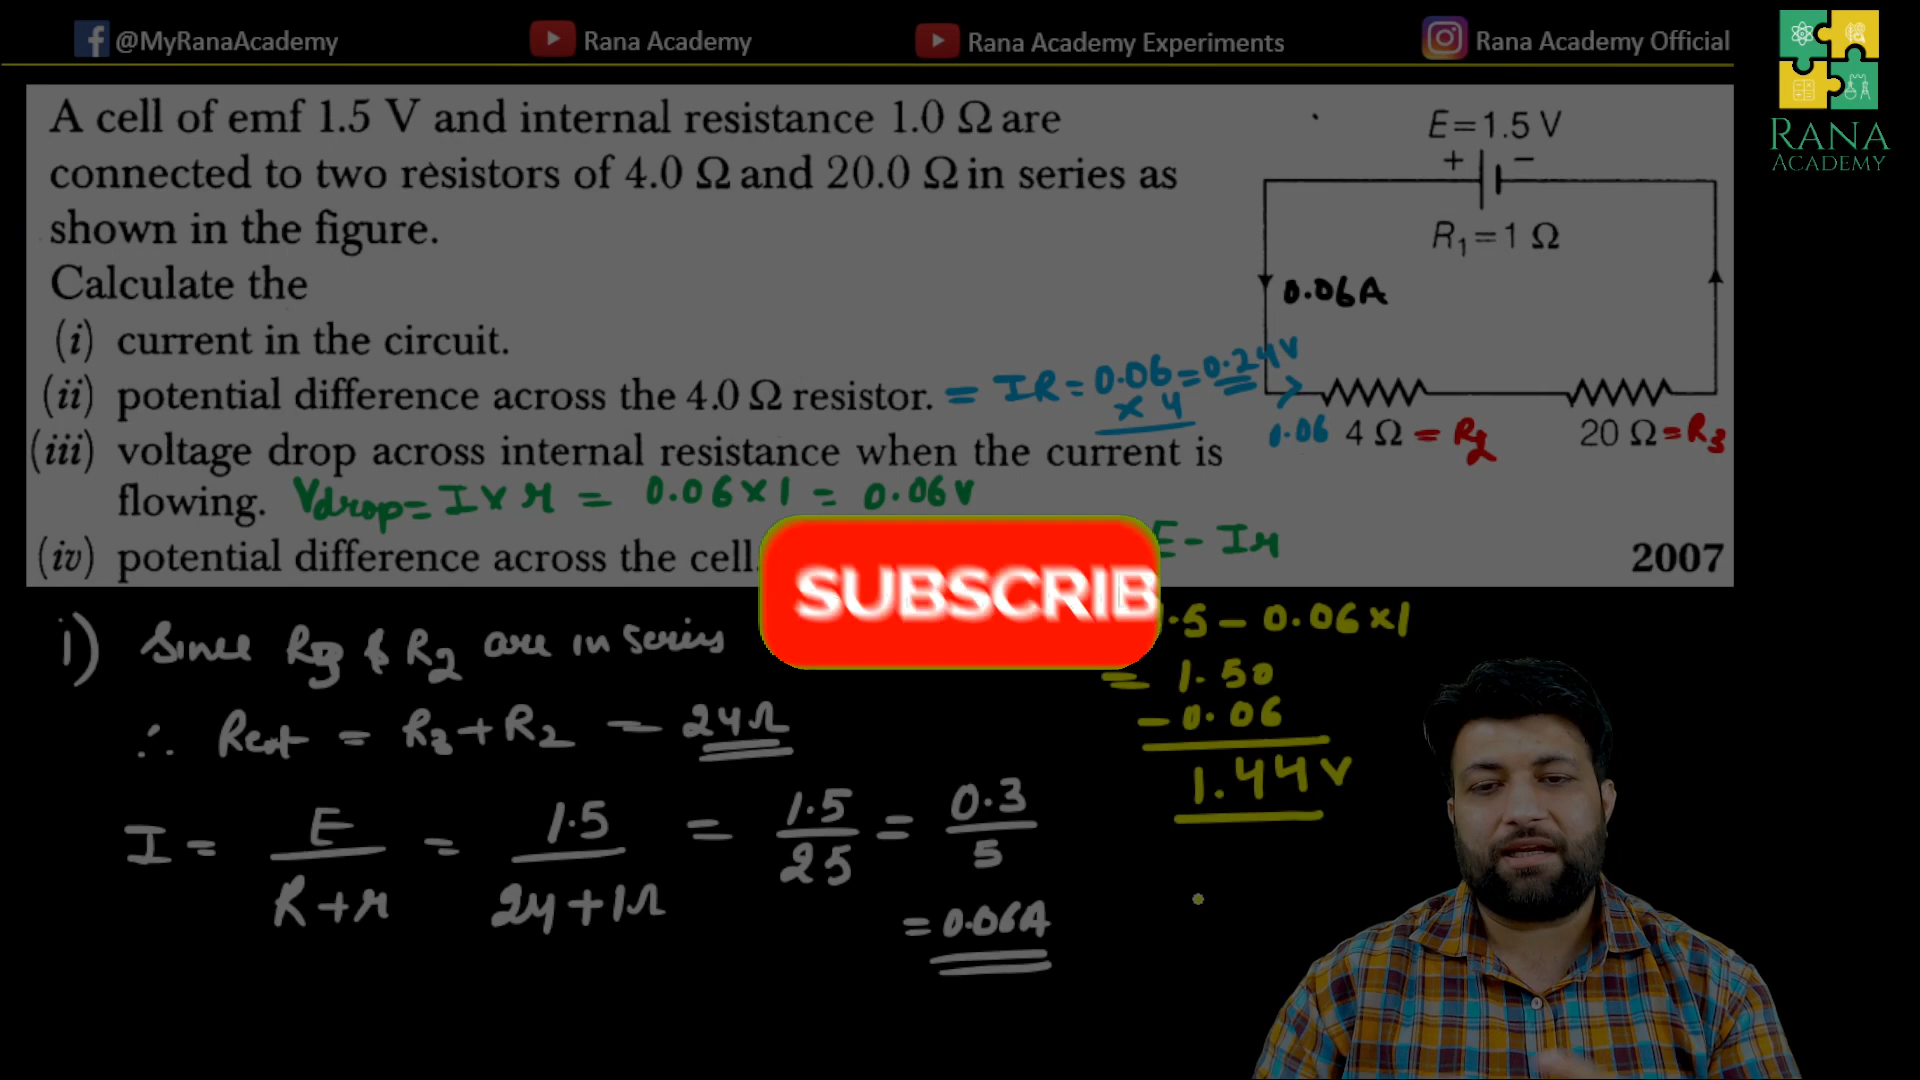 @MyRanaAcademy
Rana Academy
Rana Academy Experiments
Rana Academy Official
RANA
ACADEMY
A cell of emf 1.5 V and internal resistance 1.0 Ω are
connected to two resistors of 4.0 Ω and 20.0 Ω in series as
shown in the figure.
Calculate the
(i) current in the circuit.
(ii) potential difference across the 4.0 Ω resistor. = IR = 0.06 = 0.24V
× 4
(iii) voltage drop across internal resistance when the current is
flowing. Vdrop = I × r = 0.06 × 1 = 0.06 V
(iv) potential difference across the cell. E - Ir
2007
E=1.5 V
+ −
R₁=1 Ω
0.06A
0.06 4 Ω = R₂
20 Ω = R₃
SUBSCRIB
i) Since R₃ & R₂ are in series
∴ Rext = R₃ + R₂ = 24Ω
I = E/(R+r) = 1.5/(24+1Ω) = 1.5/25 = 0.3/5
= 0.06A
.5 − 0.06×1
= 1.50
− 0.06
1.44 V